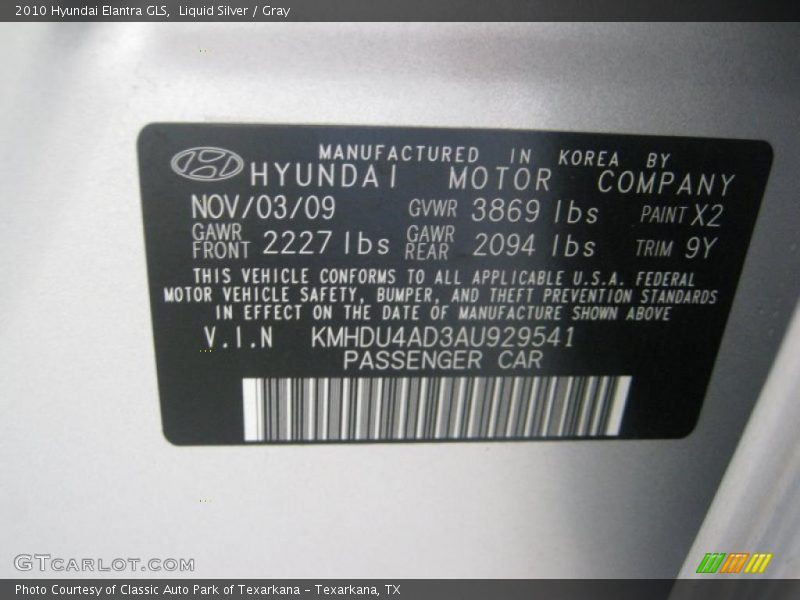 2010 Hyundai Elantra GLS,  Liquid Silver / Gray
MANUFACTURED IN KOREA BY
HYUNDAI MOTOR COMPANY
NOV/03/09 GVWR 3869 lbs PAINT X2
GAWR FRONT 2227 lbs GAWR REAR 2094 lbs TRIM 9Y
THIS VEHICLE CONFORMS TO ALL APPLICABLE U.S.A. FEDERAL
MOTOR VEHICLE SAFETY, BUMPER, AND THEFT PREVENTION STANDARDS
IN EFFECT ON THE DATE OF MANUFACTURE SHOWN ABOVE
V.I.N KMHDU4AD3AU929541
PASSENGER CAR
GTCARLOT.COM
Photo Courtesy of Classic Auto Park of Texarkana - Texarkana, TX